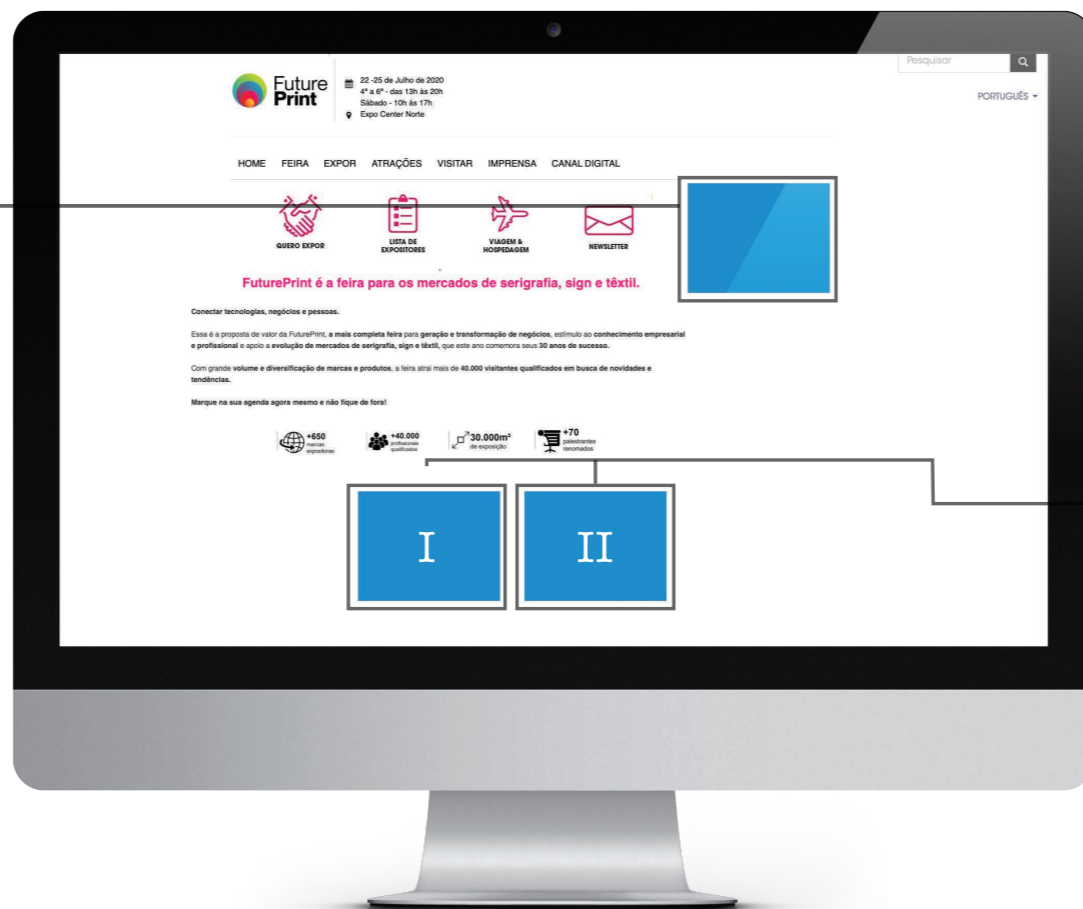 Pesquisar
Future
Print
22 -25 de Julho de 2020
4ª a 6ª - das 13h às 20h
Sábado - 10h às 17h
Expo Center Norte
PORTUGUÊS
HOME FEIRA EXPOR ATRAÇÕES VISITAR IMPRENSA CANAL DIGITAL
QUERO EXPOR
LISTA DE
EXPOSITORES
VIAGEM &
HOSPEDAGEM
NEWSLETTER
FuturePrint é a feira para os mercados de serigrafia, sign e têxtil.
Conectar tecnologias, negócios e pessoas.
Essa é a proposta de valor da FuturePrint, a mais completa feira para geração e transformação de negócios, estímulo ao conhecimento empresarial
e profissional e apoio a evolução de mercados de serigrafia, sign e têxtil, que este ano comemora seus 30 anos de sucesso.
Com grande volume e diversificação de marcas e produtos, a feira atrai mais de 40.000 visitantes qualificados em busca de novidades e
tendências.
Marque na sua agenda agora mesmo e não fique de fora!
+650
marcas
expositoras
+40.000
profissionais
qualificados
30.000m²
de exposição
+70
palestrantes
renomados
I
II